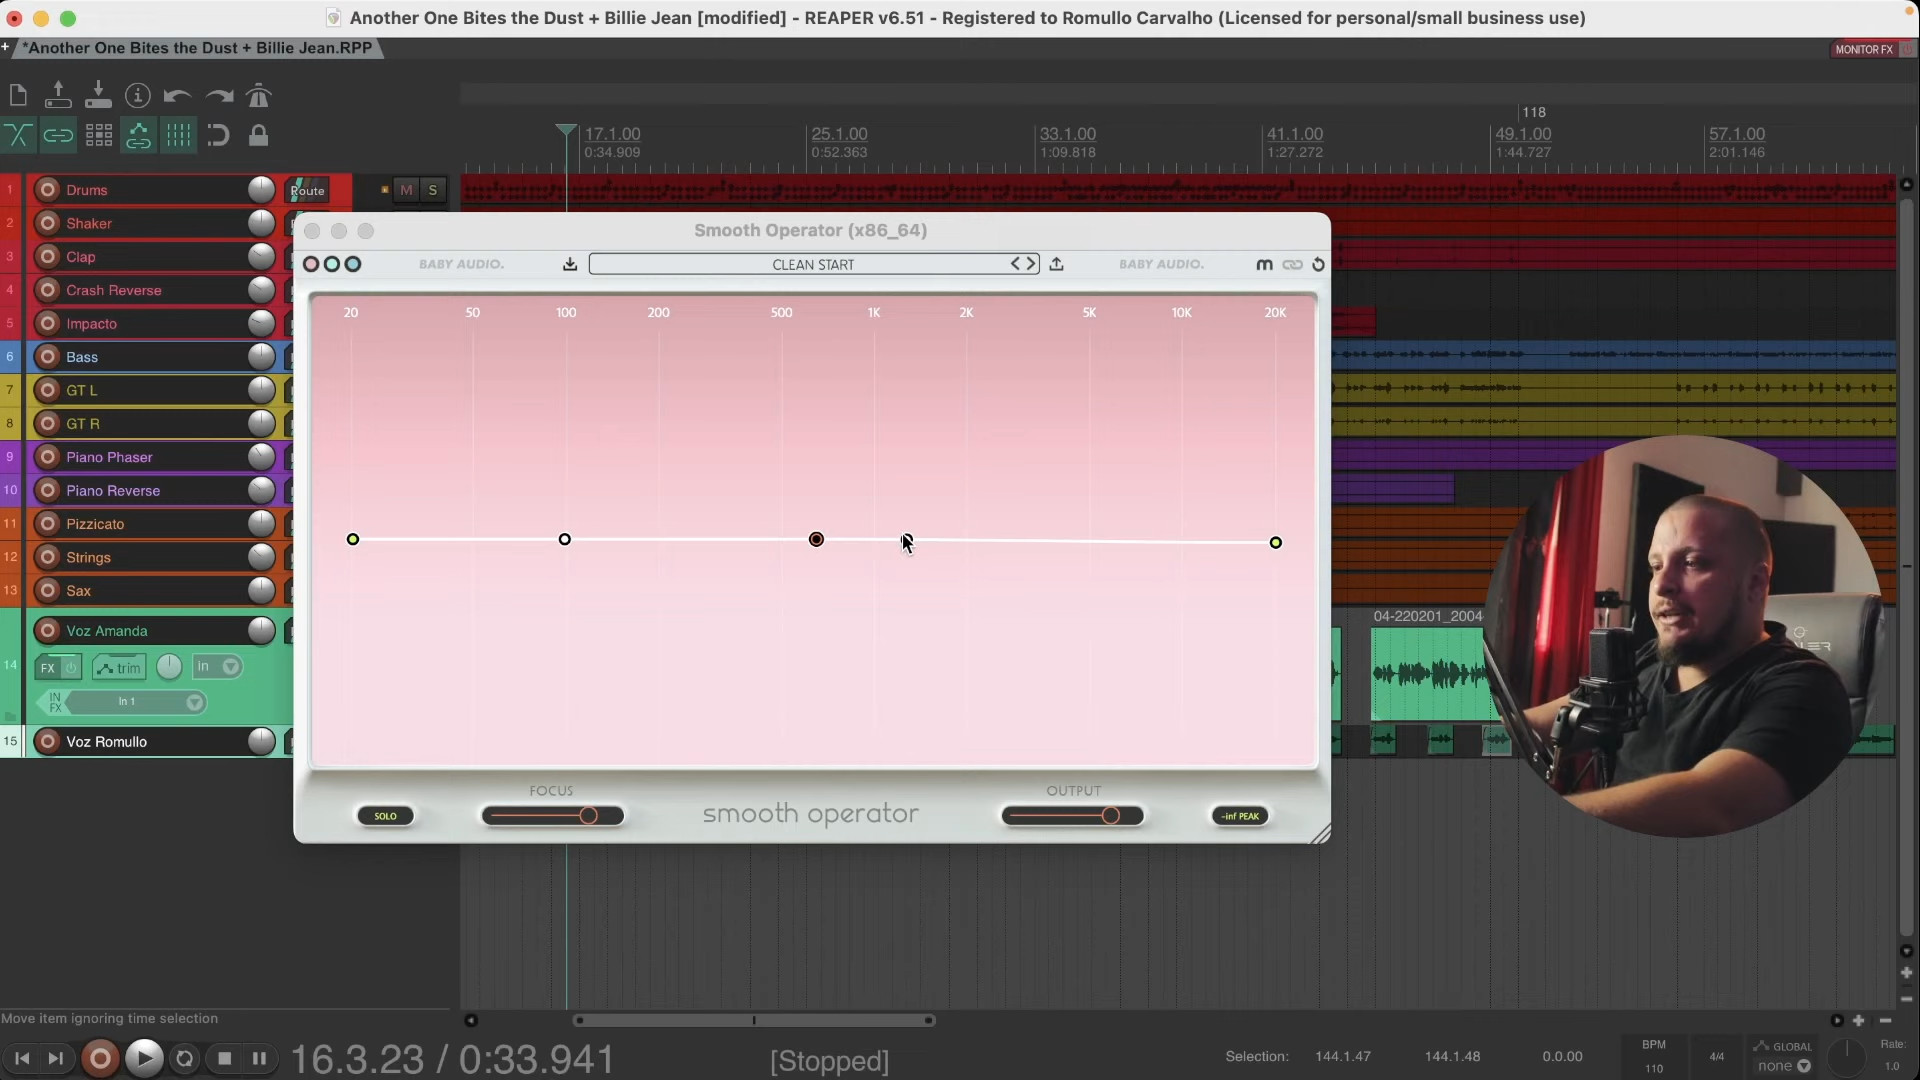 Another One Bites the Dust + Billie Jean [modified] - REAPER v6.51 - Registered to Romullo Carvalho (Licensed for personal/small business use)
+ *Another One Bites the Dust + Billie Jean.RPP
MONITOR FX
118
17.1.00 25.1.00 33.1.00 41.1.00 49.1.00 57.1.00
0:34.909 0:52.363 1:09.818 1:27.272 1:44.727 2:01.146
1 Drums Route M S
2 Shaker
3 Clap
4 Crash Reverse
5 Impacto
6 Bass
7 GT L
8 GT R
9 Piano Phaser
10 Piano Reverse
11 Pizzicato
12 Strings
13 Sax
14 Voz Amanda
FX trim in
IN FX In 1
15 Voz Romullo
Smooth Operator (x86_64)
BABY AUDIO. CLEAN START BABY AUDIO. m
20 50 100 200 500 1K 2K 5K 10K 20K
FOCUS OUTPUT
SOLO smooth operator -inf PEAK
04-220201_2004
Move item ignoring time selection
16.3.23 / 0:33.941
[Stopped]
Selection: 144.1.47 144.1.48 0.0.00
BPM
110
4/4
GLOBAL
none
Rate:
1.0